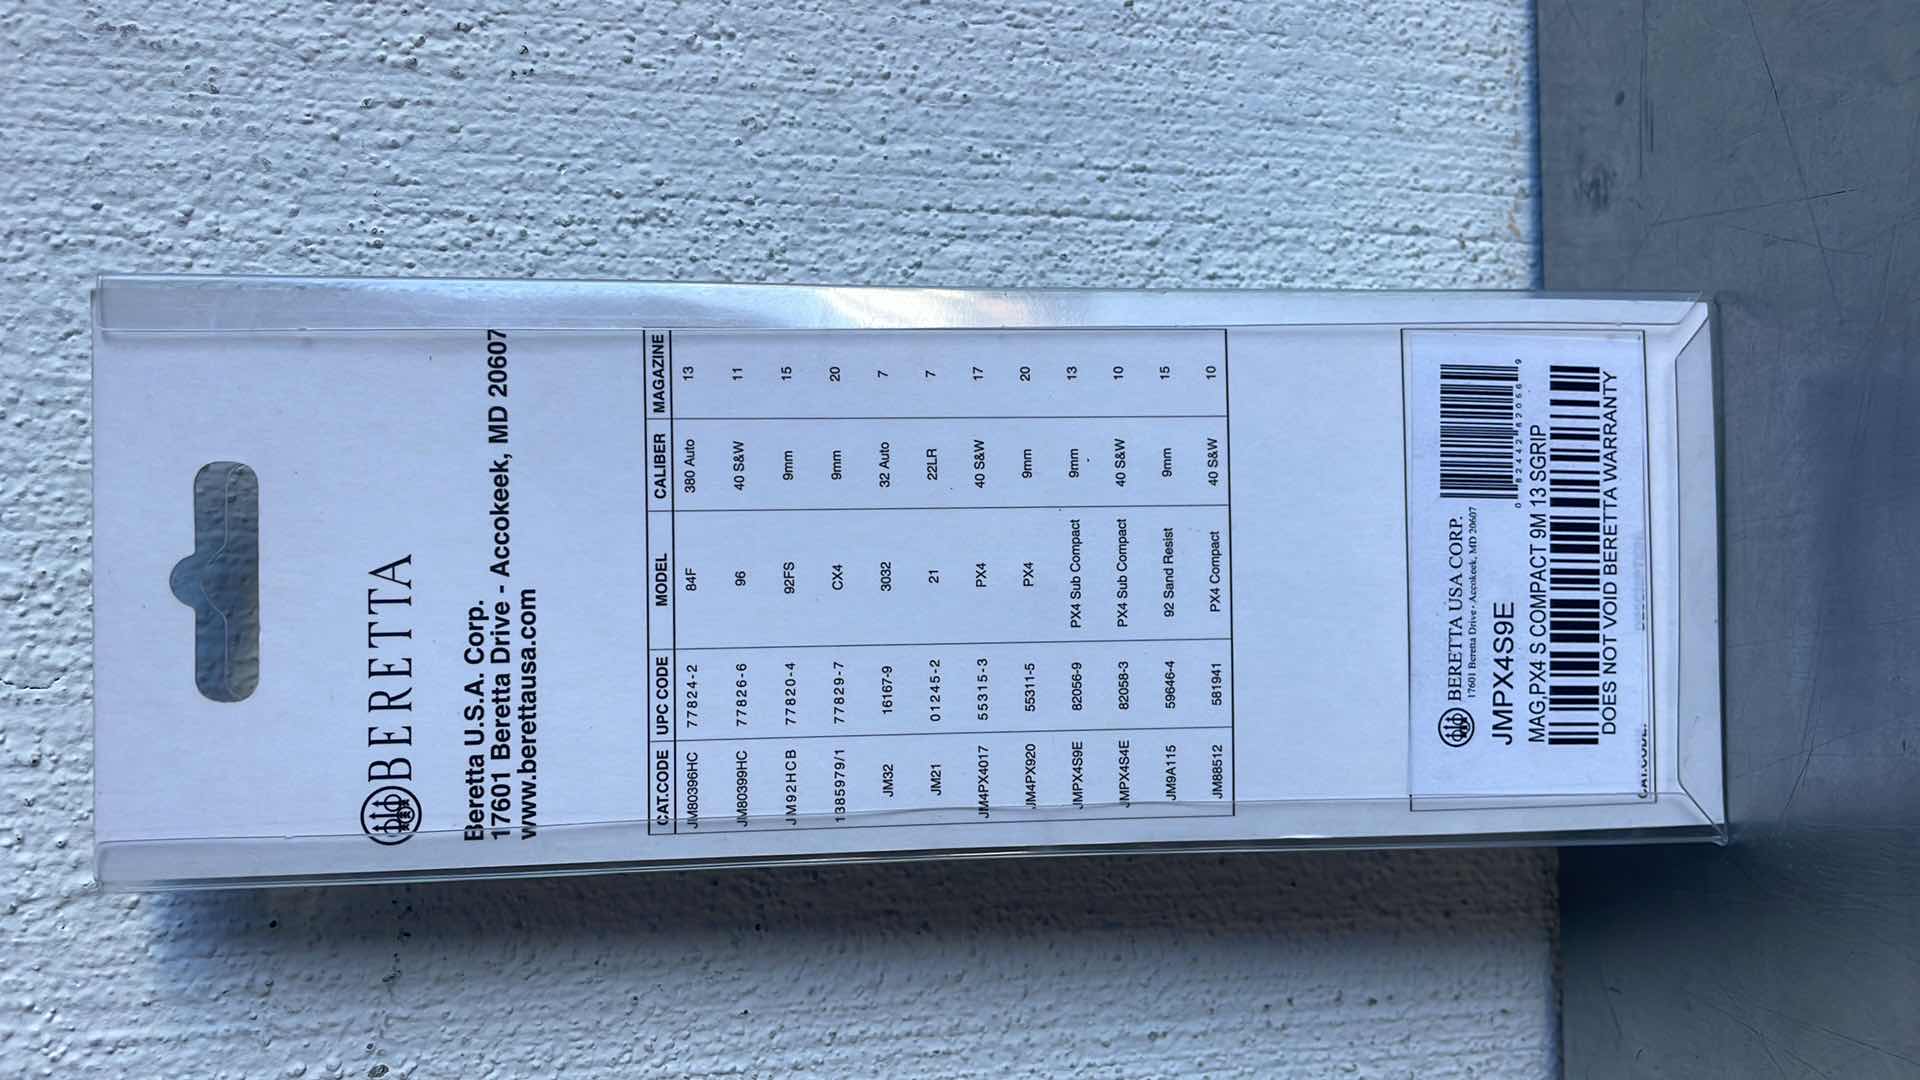 BERETTA
Beretta U.S.A. Corp.
17601 Beretta Drive - Accokeek, MD 20607
www.berettausa.com
CAT.CODE UPC CODE MODEL CALIBER MAGAZINE
JM80396HC 77824-2 84F 380 Auto 13
JM80399HC 77826-6 96 40 S&W 11
JM92HCB 77820-4 92FS 9mm 15
1385979/1 77829-7 CX4 9mm 20
JM32 16167-9 3032 32 Auto 7
JM21 01245-2 21 22LR 7
JM4PX4017 55315-3 PX4 40 S&W 17
JM4PX920 55311-5 PX4 9mm 20
JMPX4S9E 82056-9 PX4 Sub Compact 9mm 13
JMPX4S4E 82058-3 PX4 Sub Compact 40 S&W 10
JM9A115 59646-4 92 Sand Resist 9mm 15
JM88512 581941 PX4 Compact 40 S&W 10
BERETTA USA CORP.
17601 Beretta Drive · Accokeek, MD 20607
0 82442 82056 9
JMPX4S9E
MAG,PX4 S COMPACT 9M 13 SGRIP
DOES NOT VOID BERETTA WARRANTY
CAT.CODE.